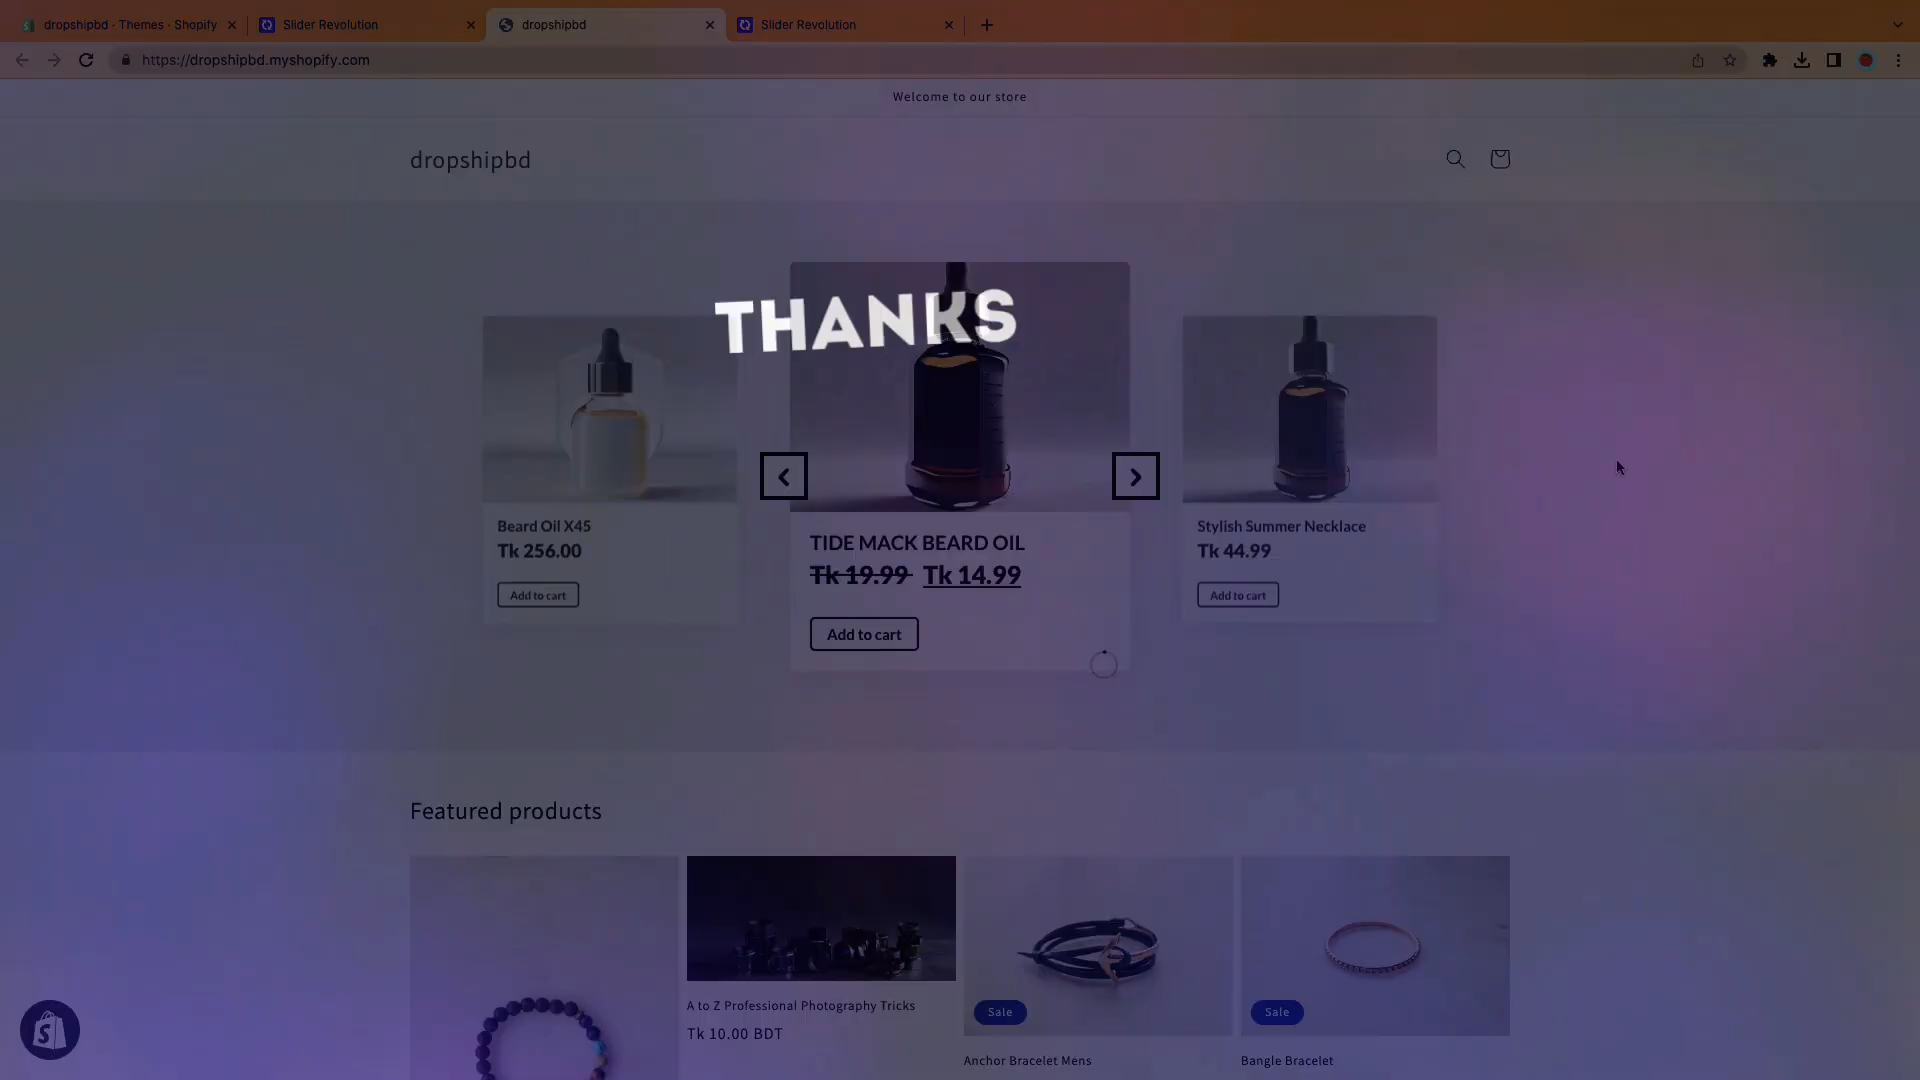 dropshipbd · Themes · Shopify
Slider Revolution
dropshipbd
Slider Revolution
https://dropshipbd.myshopify.com
Welcome to our store
dropshipbd
THANKS
Beard Oil X45
Tk 256.00
Add to cart
TIDE MACK BEARD OIL
Tk 19.99 Tk 14.99
Add to cart
Stylish Summer Necklace
Tk 44.99
Add to cart
Featured products
A to Z Professional Photography Tricks
Tk 10.00 BDT
Sale
Anchor Bracelet Mens
Sale
Bangle Bracelet